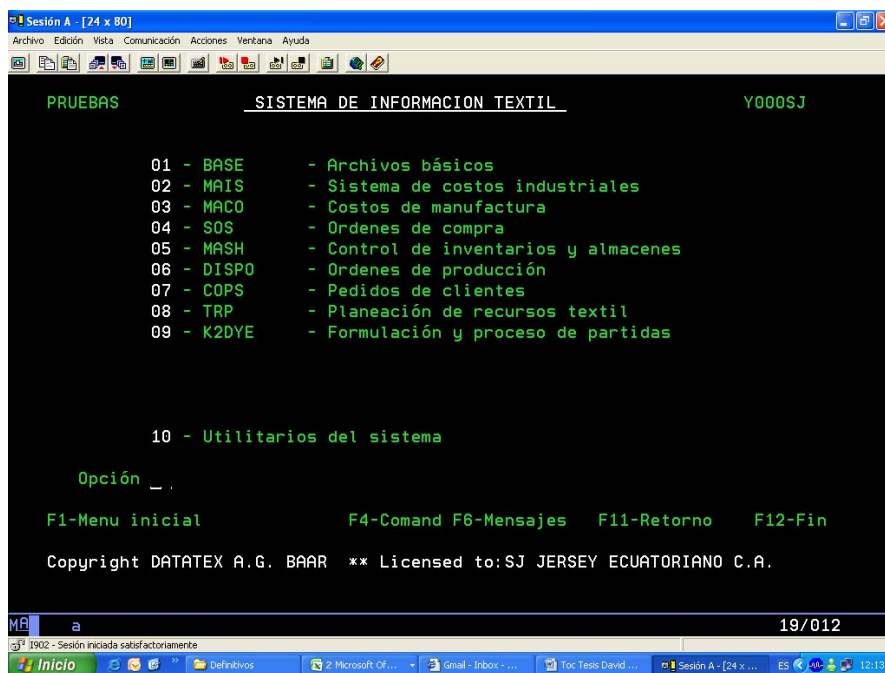 Sesión A - [24 x 80]
Archivo Edición Vista Comunicación Acciones Ventana Ayuda
PRUEBAS SISTEMA DE INFORMACION TEXTIL Y000SJ
01 - BASE - Archivos básicos
02 - MAIS - Sistema de costos industriales
03 - MACO - Costos de manufactura
04 - SOS - Ordenes de compra
05 - MASH - Control de inventarios y almacenes
06 - DISPO - Ordenes de producción
07 - COPS - Pedidos de clientes
08 - TRP - Planeación de recursos textil
09 - K2DYE - Formulación y proceso de partidas
10 - Utilitarios del sistema
Opción _
F1-Menu inicial F4-Comand F6-Mensajes F11-Retorno F12-Fin
Copyright DATATEX A.G. BAAR ** Licensed to:SJ JERSEY ECUATORIANO C.A.
MA a 19/012
I902 - Sesión iniciada satisfactoriamente
Inicio » Definitivos 2 Microsoft Of... Gmail - Inbox - ... Toc Tesis David ... Sesión A - [24 x ... ES 12:13